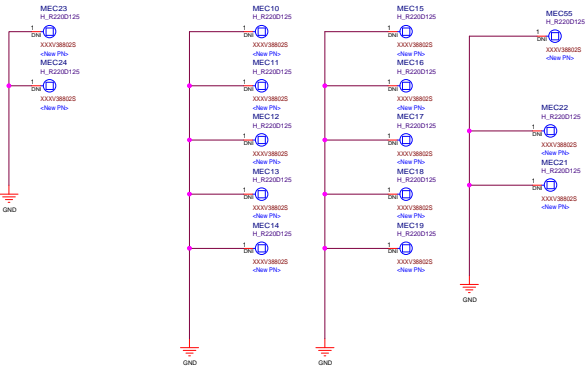 MEC23
H_R220D125
1
DNI
XXXV38802S
<New PN>
MEC24
H_R220D125
1
DNI
XXXV38802S
<New PN>
GND
MEC10
H_R220D125
1
DNI
XXXV38802S
<New PN>
MEC11
H_R220D125
1
DNI
XXXV38802S
<New PN>
MEC12
H_R220D125
1
DNI
XXXV38802S
<New PN>
MEC13
H_R220D125
1
DNI
XXXV38802S
<New PN>
MEC14
H_R220D125
1
DNI
XXXV38802S
<New PN>
GND
MEC15
H_R220D125
1
DNI
XXXV38802S
<New PN>
MEC16
H_R220D125
1
DNI
XXXV38802S
<New PN>
MEC17
H_R220D125
1
DNI
XXXV38802S
<New PN>
MEC18
H_R220D125
1
DNI
XXXV38802S
<New PN>
MEC19
H_R220D125
1
DNI
XXXV38802S
<New PN>
GND
MEC55
H_R220D125
1
DNI
XXXV38802S
<New PN>
MEC22
H_R220D125
1
DNI
XXXV38802S
<New PN>
MEC21
H_R220D125
1
DNI
XXXV38802S
<New PN>
GND